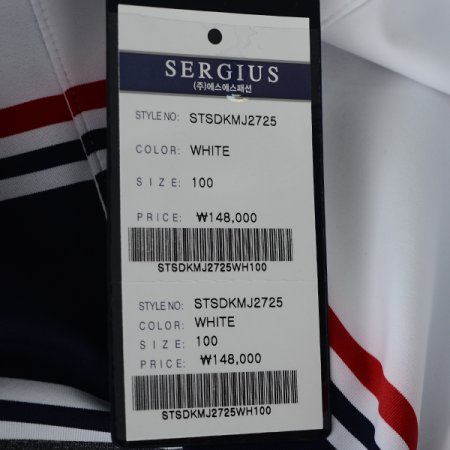 SERGIUS
(주)에스에스패션
STYLE NO: STSDKMJ2725
COLOR: WHITE
SIZE: 100
PRICE: ₩148,000
STSDKMJ2725WH100
STYLE NO: STSDKMJ2725
COLOR: WHITE
SIZE: 100
PRICE: ₩148,000
STSDKMJ2725WH100